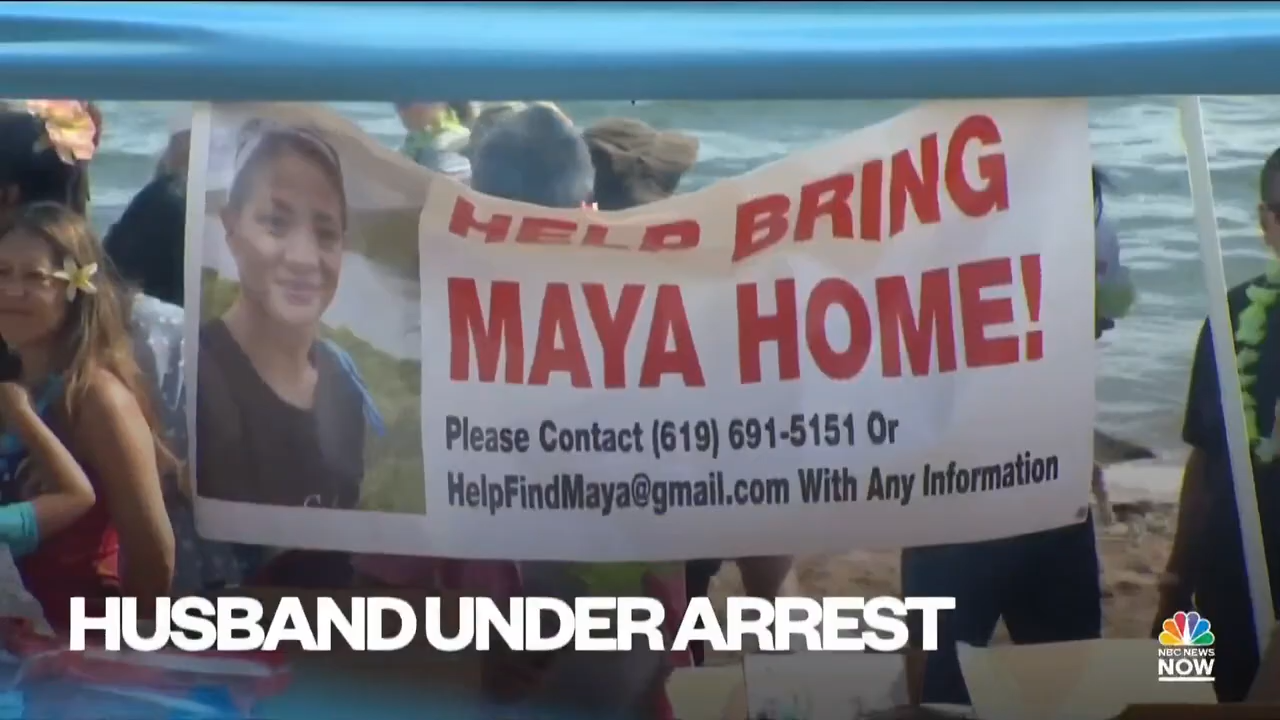 HELP BRING
MAYA HOME!
Please Contact (619) 691-5151 Or
HelpFindMaya@gmail.com With Any Information
HUSBAND UNDER ARREST
NBC NEWS
NOW